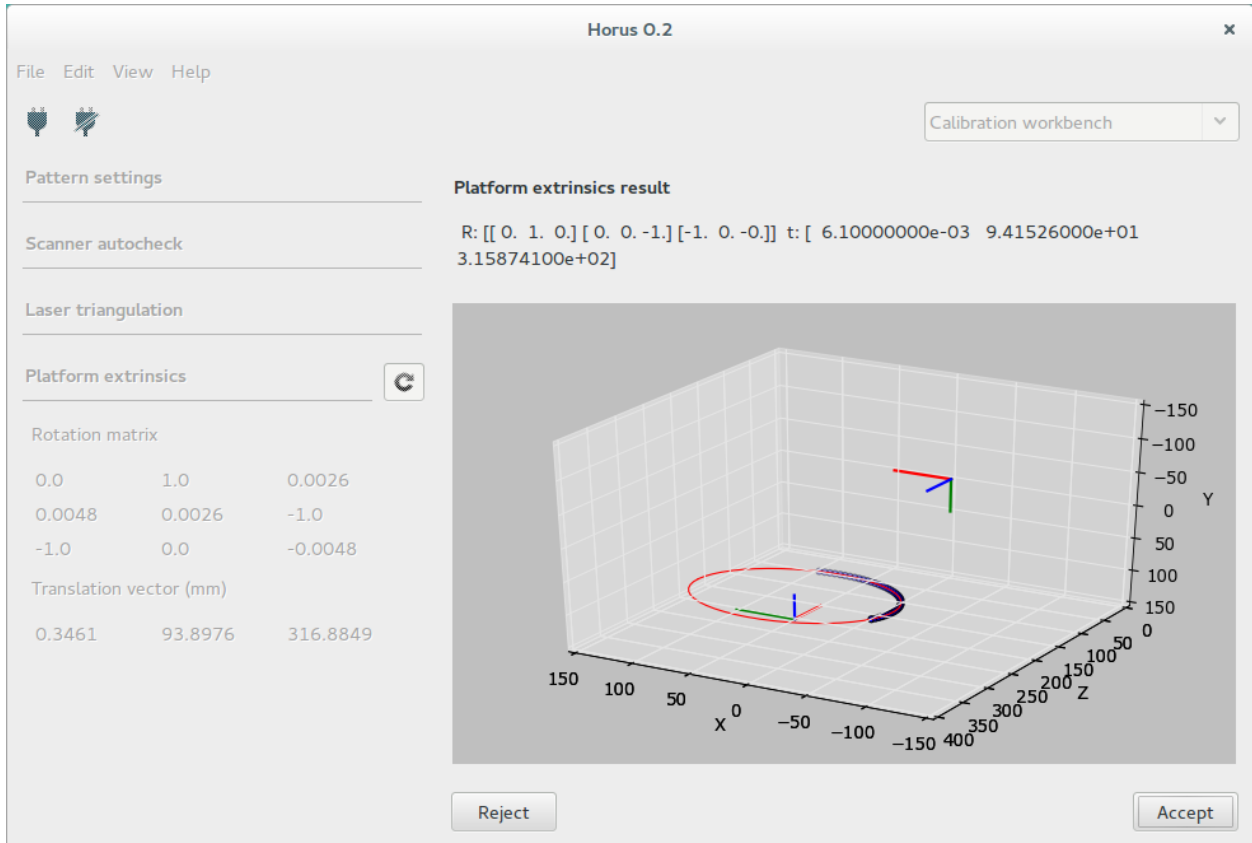 Horus 0.2
File Edit View Help
Calibration workbench
Pattern settings
Scanner autocheck
Laser triangulation
Platform extrinsics
Rotation matrix
0.0 1.0 0.0026
0.0048 0.0026 -1.0
-1.0 0.0 -0.0048
Translation vector (mm)
0.3461 93.8976 316.8849
Platform extrinsics result
R: [[ 0. 1. 0.] [ 0. 0. -1.] [-1. 0. -0.]] t: [ 6.10000000e-03 9.41526000e+01
3.15874100e+02]
−150
−100
−50
0
50
100
150
Y
150
100
50
0
−50
−100
−150
X
0
50
100
150
200
250
300
350
400
Z
Reject
Accept